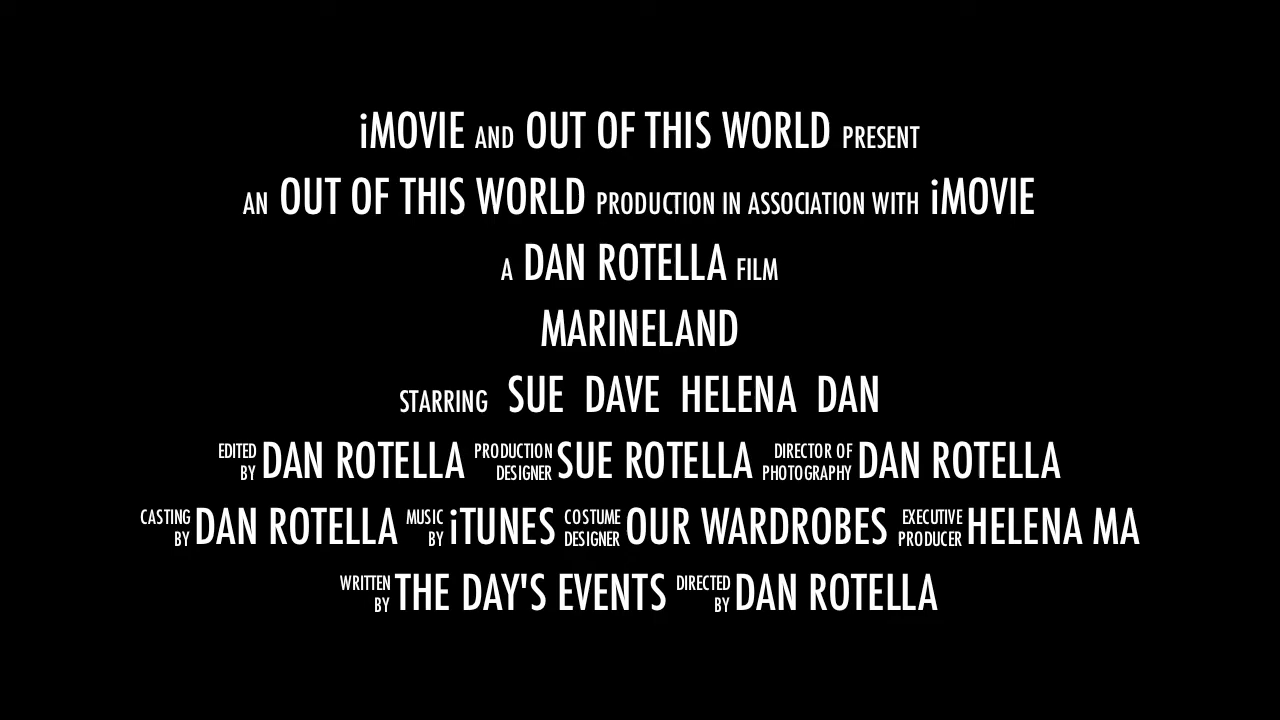 iMOVIE AND OUT OF THIS WORLD PRESENT
AN OUT OF THIS WORLD PRODUCTION IN ASSOCIATION WITH iMOVIE
A DAN ROTELLA FILM
MARINELAND
STARRING SUE DAVE HELENA DAN
EDITED BY DAN ROTELLA PRODUCTION DESIGNER SUE ROTELLA DIRECTOR OF PHOTOGRAPHY DAN ROTELLA
CASTING BY DAN ROTELLA MUSIC BY iTUNES COSTUME DESIGNER OUR WARDROBES EXECUTIVE PRODUCER HELENA MA
WRITTEN BY THE DAY'S EVENTS DIRECTED BY DAN ROTELLA